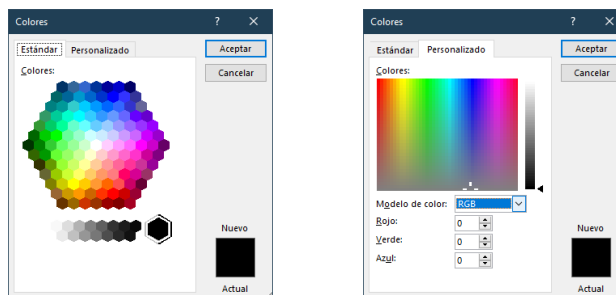 Colores ? ×
Estándar Personalizado Aceptar
Colores: Cancelar
Nuevo
Actual
Colores ? ×
Estándar Personalizado Aceptar
Colores: Cancelar
Modelo de color: RGB
Rojo: 0
Verde: 0
Azul: 0
Nuevo
Actual